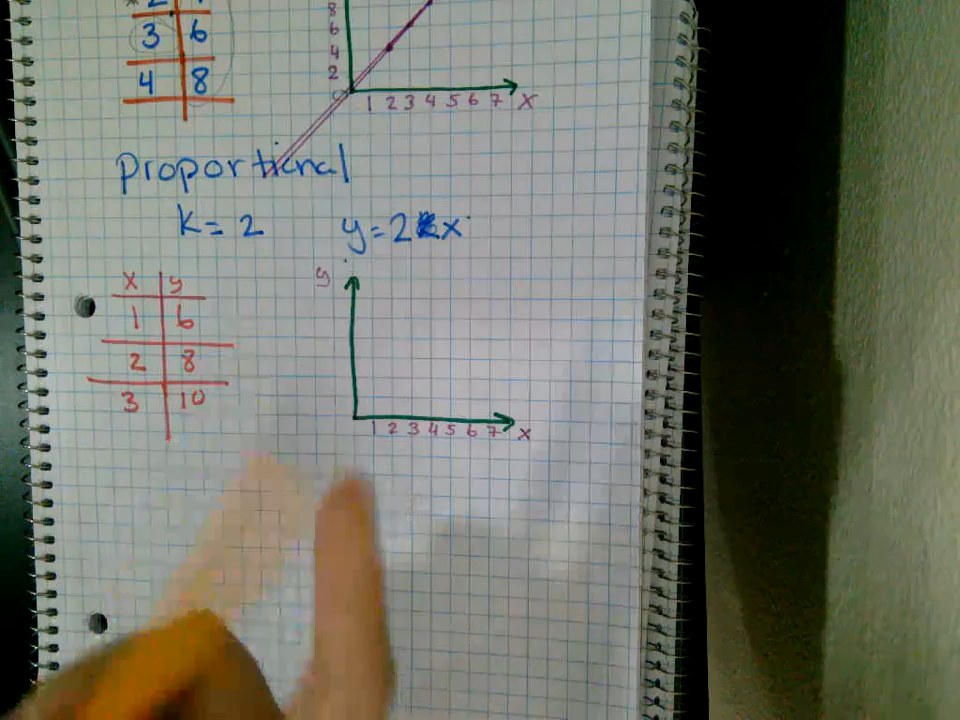 3 6
4 8
8
6
4
2
1 2 3 4 5 6 7 x
Proportional
k = 2 y = 2x
x y
1 6
2 8
3 10
y
1 2 3 4 5 6 7 x